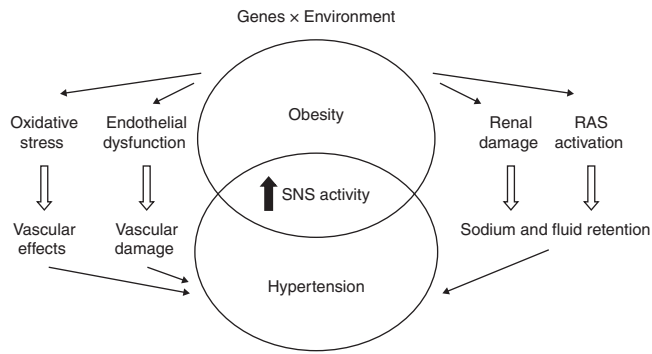 Genes × Environment
Obesity
Oxidative
stress
Endothelial
dysfunction
Renal
damage
RAS
activation
SNS activity
Vascular
effects
Vascular
damage
Sodium and fluid retention
Hypertension